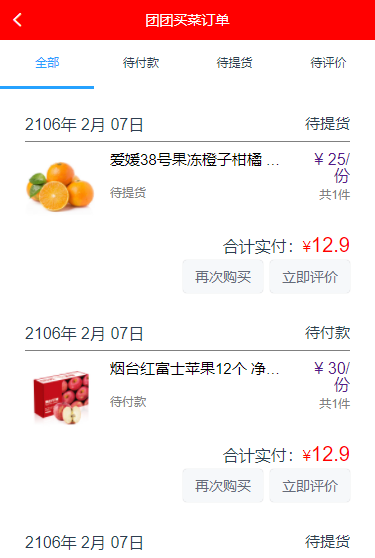 团团买菜订单
全部 待付款 待提货 待评价
2106年 2月 07日 待提货
爱媛38号果冻橙子柑橘 … ¥ 25/
份
待提货 共1件
合计实付：¥12.9
再次购买 立即评价
2106年 2月 07日 待付款
烟台红富士苹果12个 净… ¥ 30/
份
待付款 共1件
合计实付：¥12.9
再次购买 立即评价
2106年 2月 07日 待提货